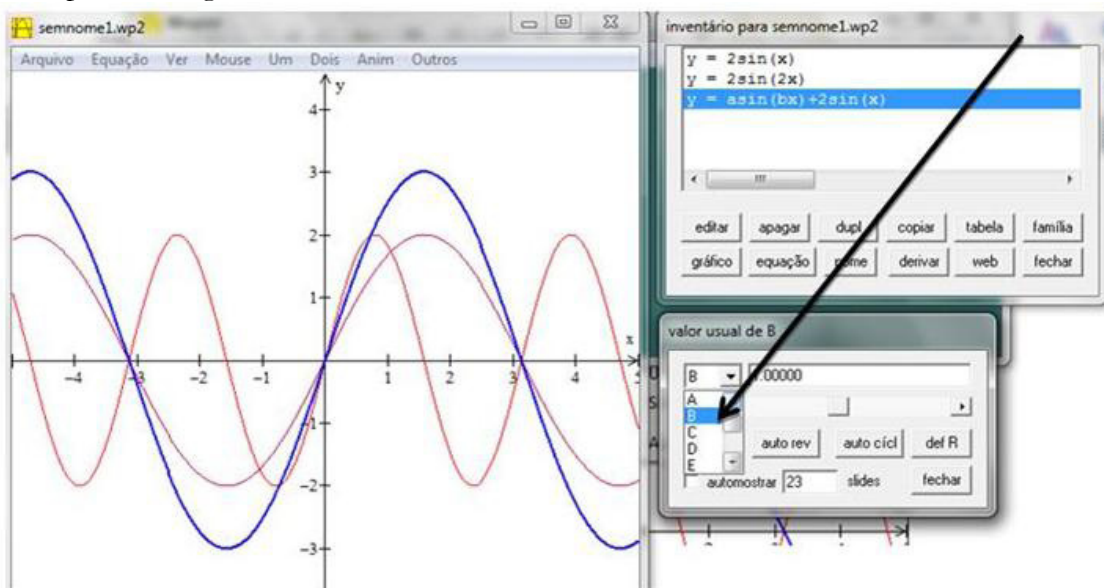 semnome1.wp2
Arquivo Equação Ver Mouse Um Dois Anim Outros
y
4
3
2
1
x
-4 -3 -2 -1 1 2 3 4 5
-1
-2
-3
inventário para semnome1.wp2
y = 2sin(x)
y = 2sin(2x)
y = asin(bx)+2sin(x)
editar apagar dupl copiar tabela família
gráfico equação nome derivar web fechar
valor usual de B
B 1.00000
A
B
C
D
E
auto rev auto cícl def R
automostrar 23 slides fechar